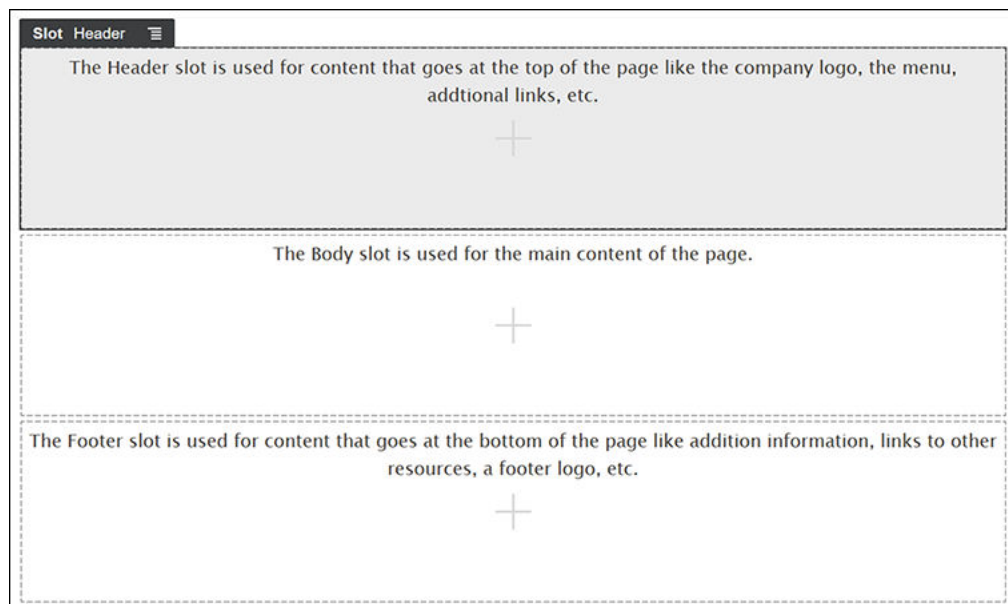 Slot Header
The Header slot is used for content that goes at the top of the page like the company logo, the menu,
addtional links, etc.
The Body slot is used for the main content of the page.
The Footer slot is used for content that goes at the bottom of the page like addition information, links to other
resources, a footer logo, etc.